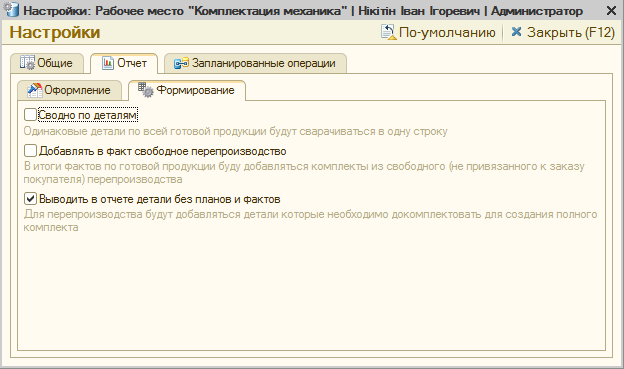 Настройки: Рабочее место "Комплектация механика" | Нікітін Іван Ігоревич | Администратор
Настройки По-умолчанию Закрыть (F12)
Общие Отчет Запланированные операции
Оформление Формирование
Сводно по деталям
Одинаковые детали по всей готовой продукции будут сварачиваться в одну строку
Добавлять в факт свободное перепроизводство
В итоги фактов по готовой продукции буду добавляться комплекты из свободного (не привязанного к заказу
покупателя) перепроизводства
Выводить в отчете детали без планов и фактов
Для перепроизводства будут добавляться детали которые необходимо докомплектовать для создания полного
комплекта